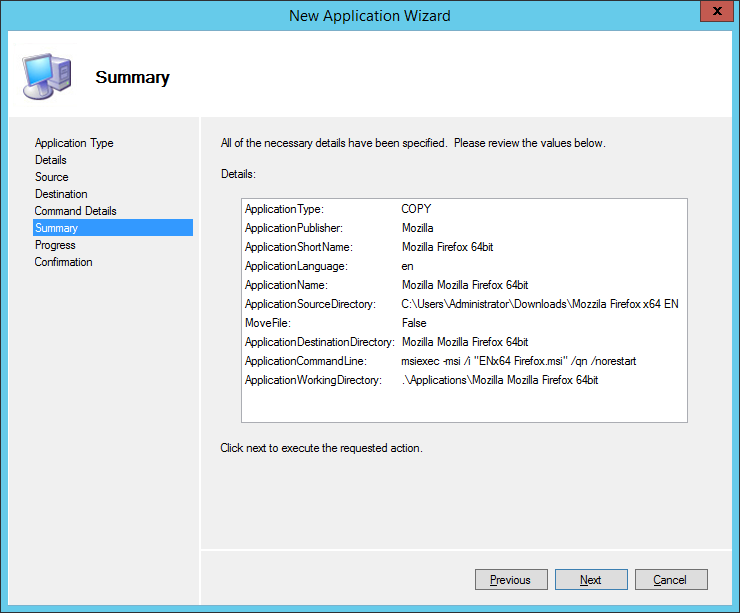 New Application Wizard
x
Summary
Application Type
Details
Source
Destination
Command Details
Summary
Progress
Confirmation
All of the necessary details have been specified. Please review the values below.
Details:
ApplicationType: COPY
ApplicationPublisher: Mozilla
ApplicationShortName: Mozilla Firefox 64bit
ApplicationLanguage: en
ApplicationName: Mozilla Mozilla Firefox 64bit
ApplicationSourceDirectory: C:\Users\Administrator\Downloads\Mozzila Firefox x64 EN
MoveFile: False
ApplicationDestinationDirectory: Mozilla Mozilla Firefox 64bit
ApplicationCommandLine: msiexec -msi /i "ENx64 Firefox.msi" /qn /norestart
ApplicationWorkingDirectory: .\Applications\Mozilla Mozilla Firefox 64bit
Click next to execute the requested action.
Previous Next Cancel